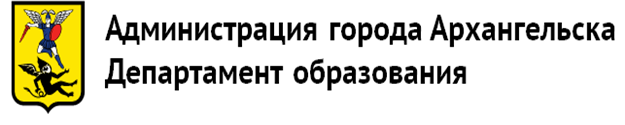 Администрация города Архангельска
Департамент образования